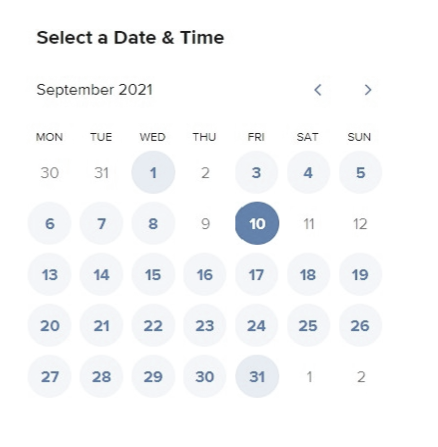 Select a Date & Time
September 2021
MON TUE WED THU FRI SAT SUN
30 31 1 2 3 4 5
6 7 8 9 10 11 12
13 14 15 16 17 18 19
20 21 22 23 24 25 26
27 28 29 30 31 1 2